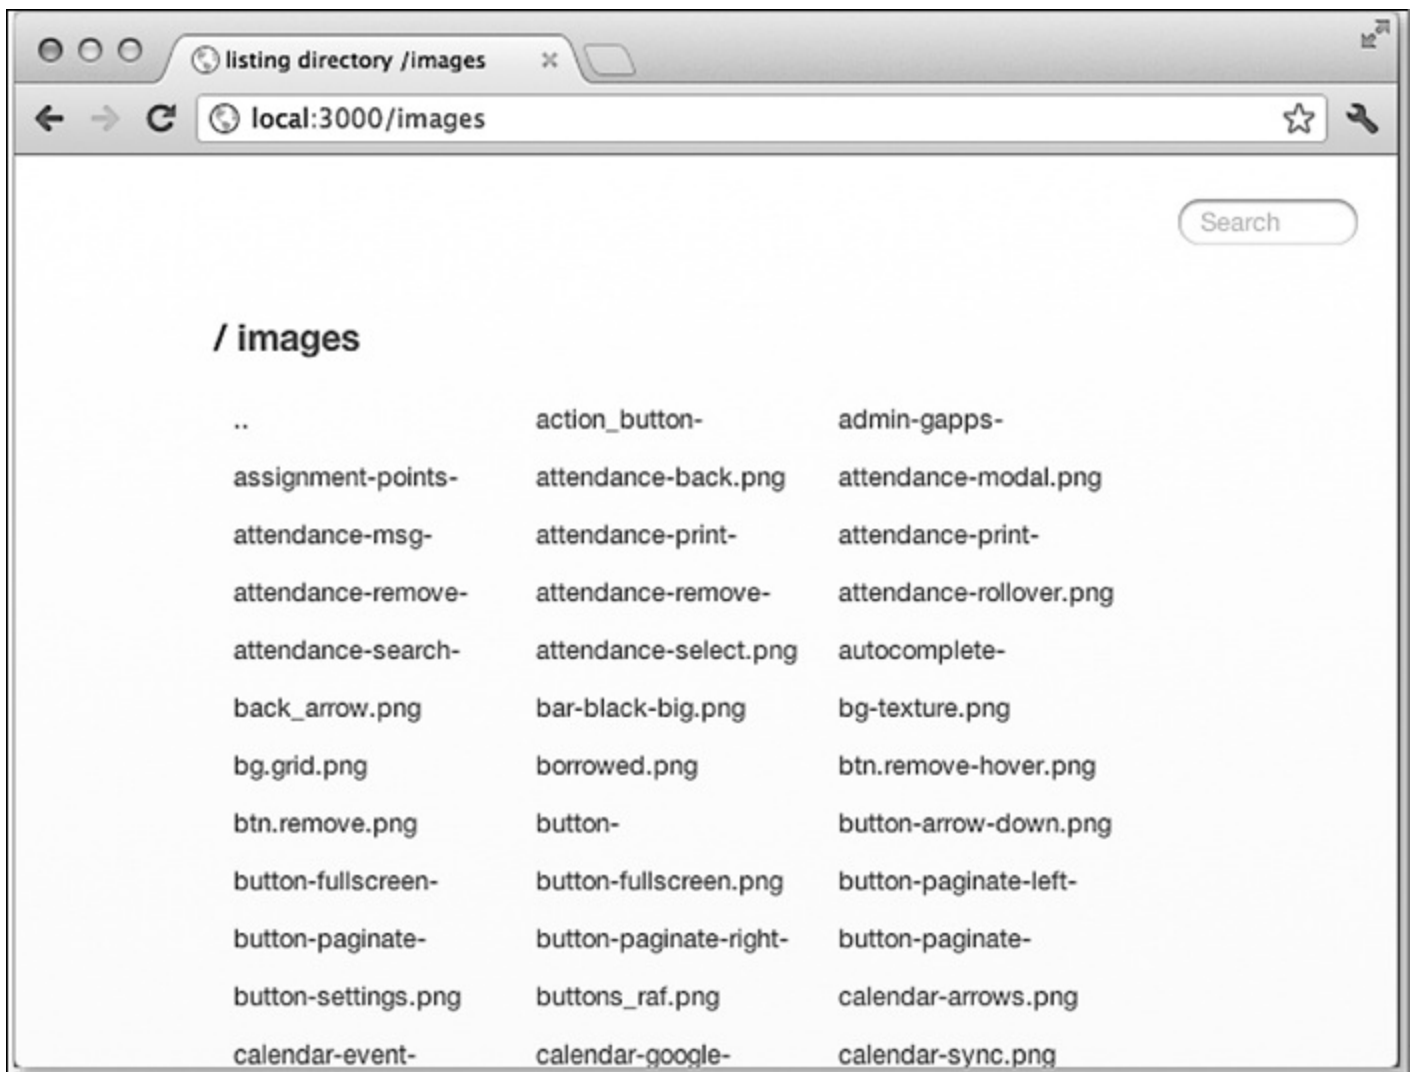 listing directory /images
local:3000/images
Search
/ images
.. action_button- admin-gapps-
assignment-points- attendance-back.png attendance-modal.png
attendance-msg- attendance-print- attendance-print-
attendance-remove- attendance-remove- attendance-rollover.png
attendance-search- attendance-select.png autocomplete-
back_arrow.png bar-black-big.png bg-texture.png
bg.grid.png borrowed.png btn.remove-hover.png
btn.remove.png button- button-arrow-down.png
button-fullscreen- button-fullscreen.png button-paginate-left-
button-paginate- button-paginate-right- button-paginate-
button-settings.png buttons_raf.png calendar-arrows.png
calendar-event- calendar-google- calendar-sync.png